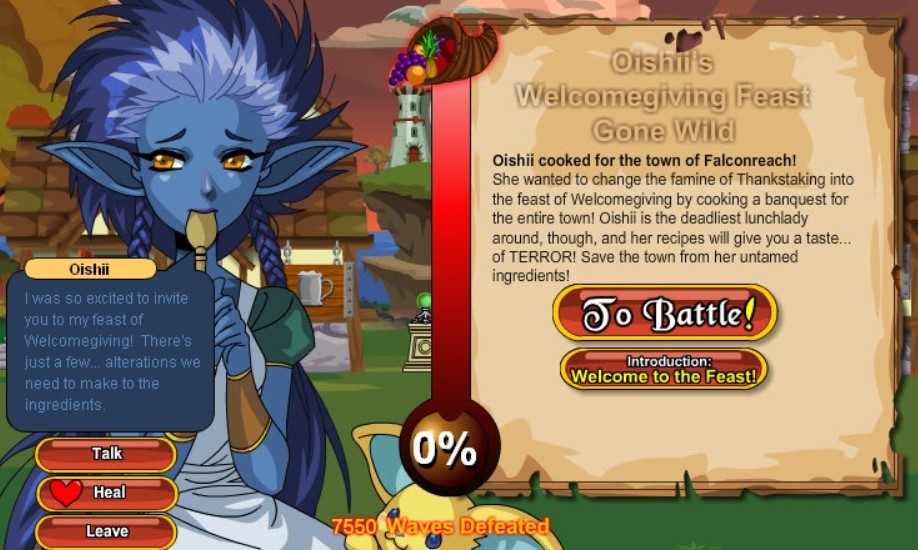 Oishii's
Welcomegiving Feast
Gone Wild
Oishii cooked for the town of Falconreach!
She wanted to change the famine of Thankstaking into
the feast of Welcomegiving by cooking a banquest for
the entire town! Oishii is the deadliest lunchlady
around, though, and her recipes will give you a taste...
of TERROR! Save the town from her untamed
ingredients!
To Battle!
Introduction:
Welcome to the Feast!
Oishii
I was so excited to invite
you to my feast of
Welcomegiving! There's
just a few... alterations we
need to make to the
ingredients.
Talk
Heal
Leave
0%
7550 Waves Defeated